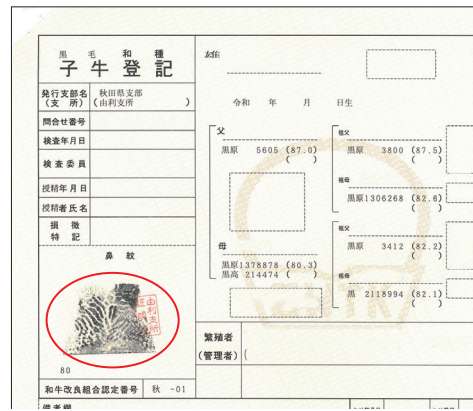 黒毛和種
子牛登記
発行支部名 秋田県支部
(支 所) (由利支所 )
問合せ番号
検査年月日
検査委員
授精年月日
授精者氏名
損徴
特記
鼻紋
由利支所
80
和牛改良組合認定番号 秋 -01
備考欄
令和 年 月 日生
父
黒原 5605 (87.0)
( )
母
黒原1378878 (80.3)
黒高 214474 ( )
祖父
黒原 3800 (87.5)
( )
祖母
黒原1306268 (82.6)
( )
祖父
黒原 3412 (82.2)
( )
祖母
黒 2118994 (82.1)
( )
繁殖者
(管理者) (